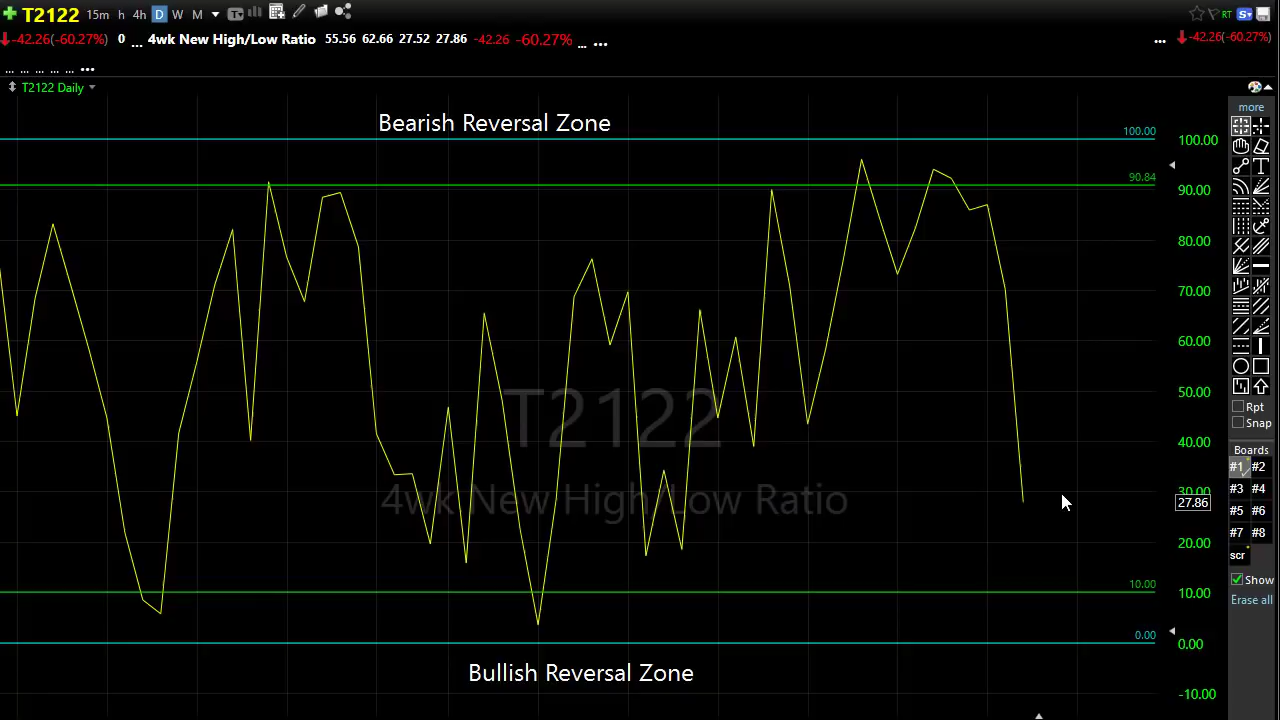 T2122 15m h 4h D W M RT S
-42.26(-60.27%) 0 ... 4wk New High/Low Ratio 55.56 62.66 27.52 27.86 -42.26 -60.27% ... ... ... -42.26(-60.27%)
... ... ... ... ... ...
T2122 Daily
more
Bearish Reversal Zone
100.00
100.00
90.84
90.00
80.00
70.00
60.00
50.00
40.00
30.00
27.86
20.00
10.00
10.00
0.00
0.00
-10.00
T2122
4wk New High/Low Ratio
Bullish Reversal Zone
T
Rpt
Snap
Boards
#1 #2
#3 #4
#5 #6
#7 #8
scr
Show
Erase all